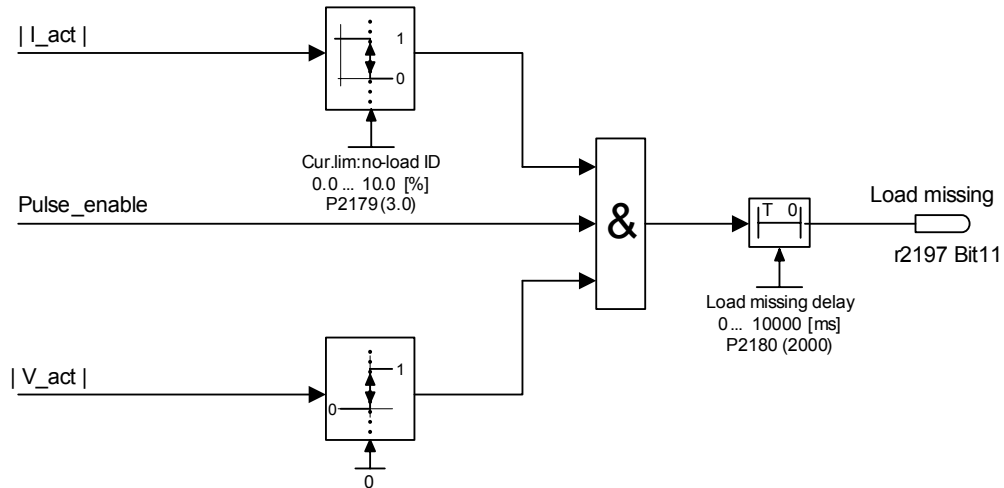 | I_act |
1
0
Cur.lim:no-load ID
0.0 ... 10.0 [%]
P2179 (3.0)
Pulse_enable
&
T 0
Load missing
r2197 Bit11
Load missing delay
0... 10000 [ms]
P2180 (2000)
| V_act |
1
0
0